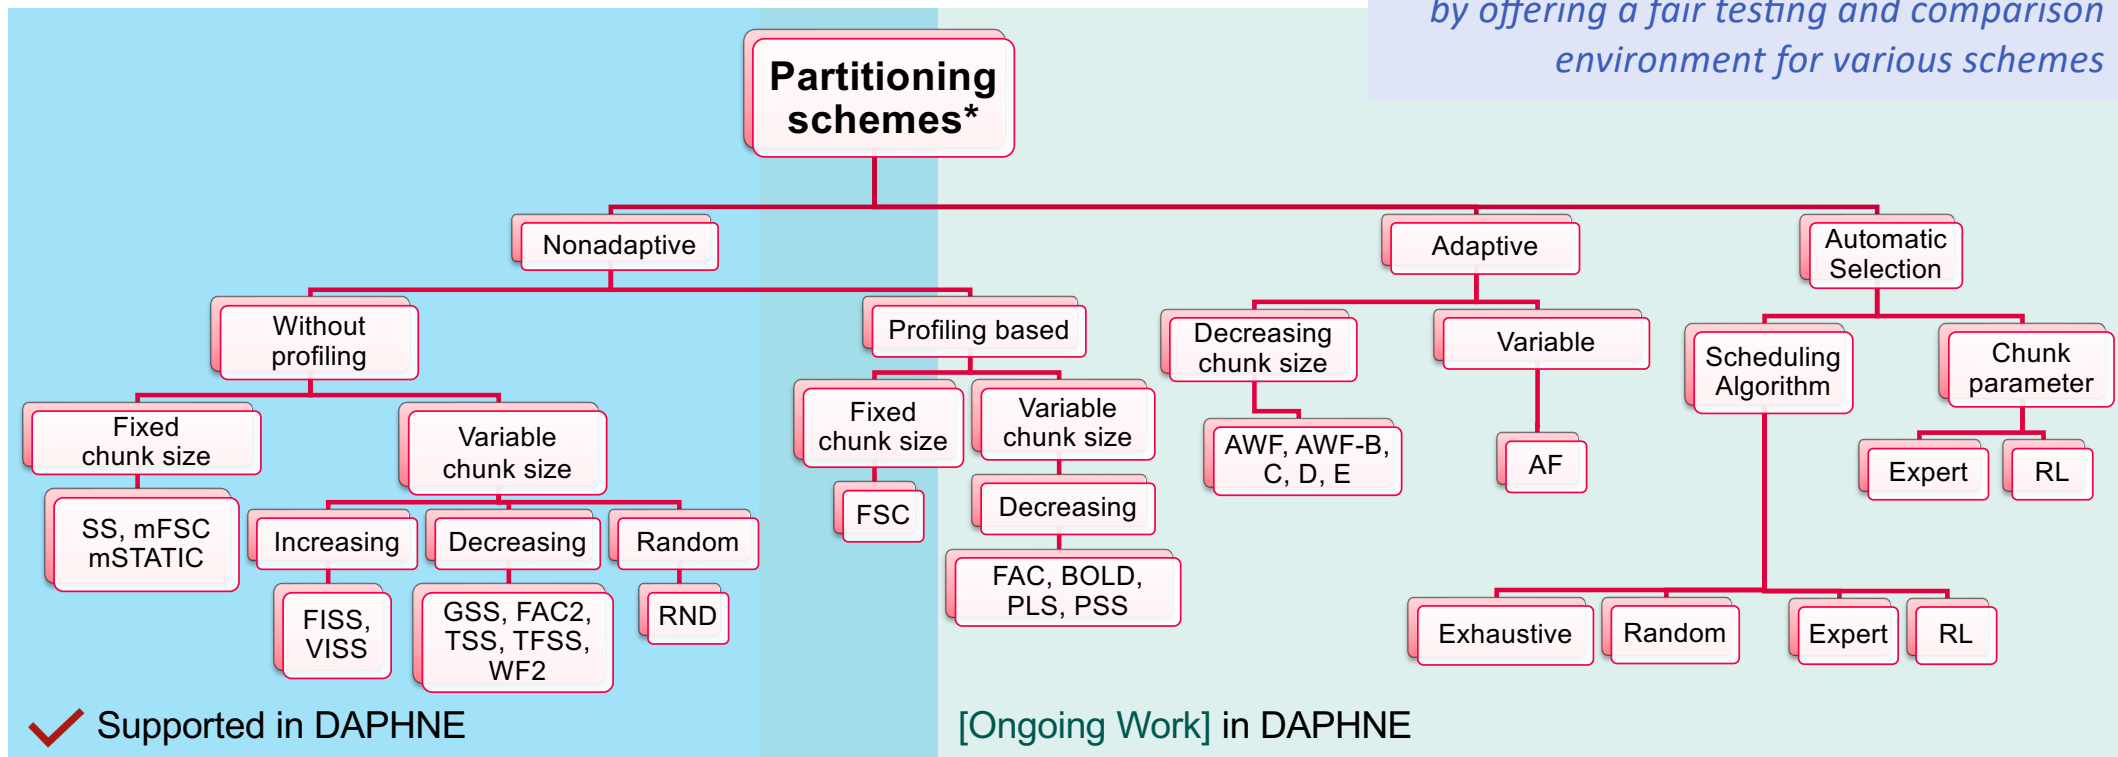 by offering a fair testing and comparison
environment for various schemes
Partitioning
schemes*
Nonadaptive
Adaptive
Automatic
Selection
Without
profiling
Profiling based
Decreasing
chunk size
Variable
Scheduling
Algorithm
Chunk
parameter
Fixed
chunk size
Variable
chunk size
Fixed
chunk size
Variable
chunk size
AWF, AWF-B,
C, D, E
AF
Expert
RL
SS, mFSC
mSTATIC
Increasing
Decreasing
Random
FSC
Decreasing
FISS,
VISS
GSS, FAC2,
TSS, TFSS,
WF2
RND
FAC, BOLD,
PLS, PSS
Exhaustive
Random
Expert
RL
Supported in DAPHNE
[Ongoing Work] in DAPHNE